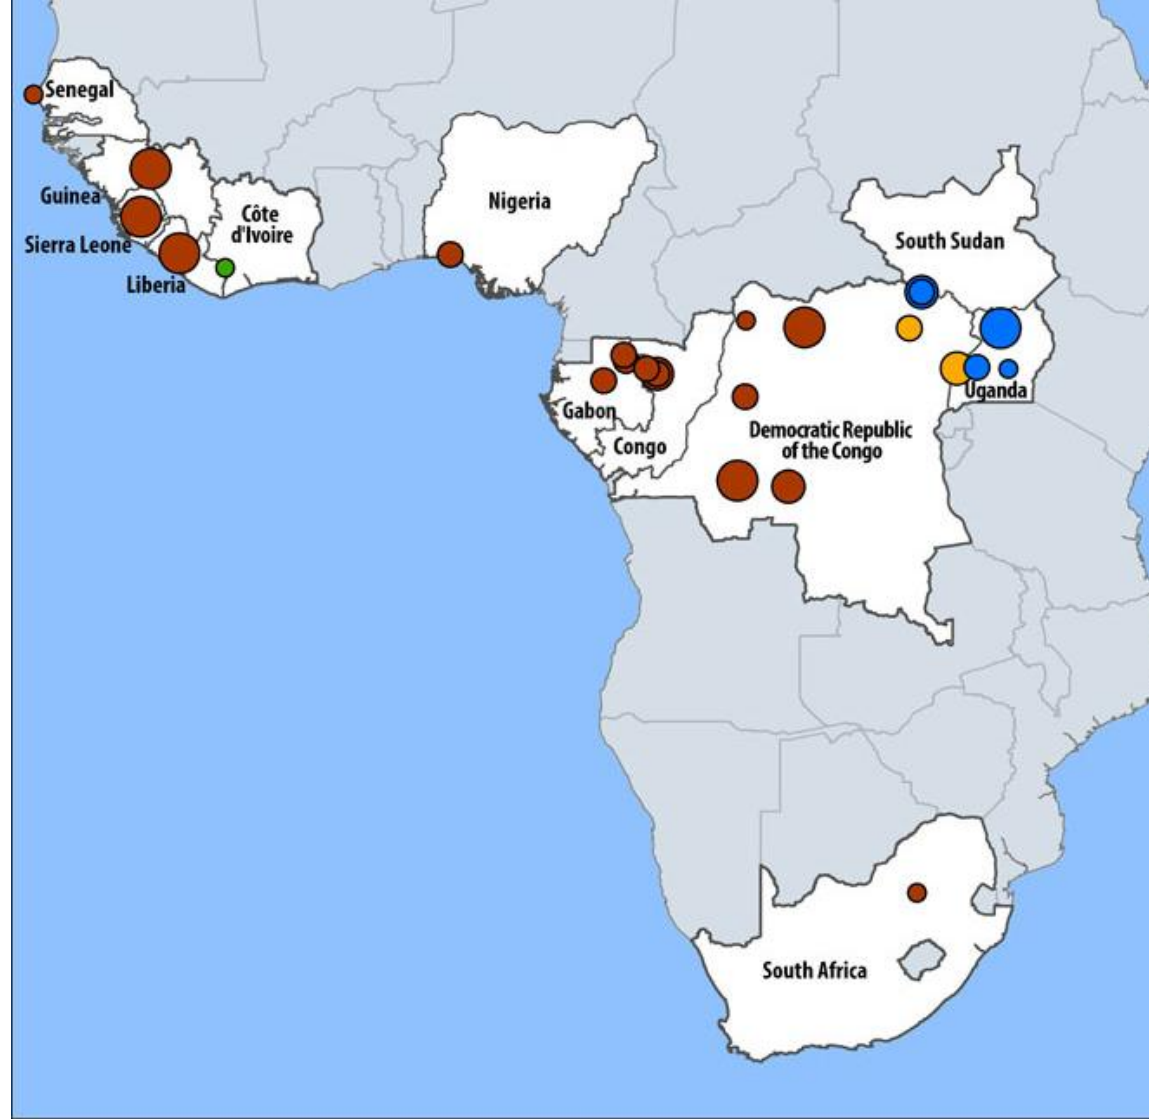 Senegal
Guinea
Sierra Leone
Liberia
Côte
d'Ivoire
Nigeria
South Sudan
Uganda
Gabon
Congo
Democratic Republic
of the Congo
South Africa